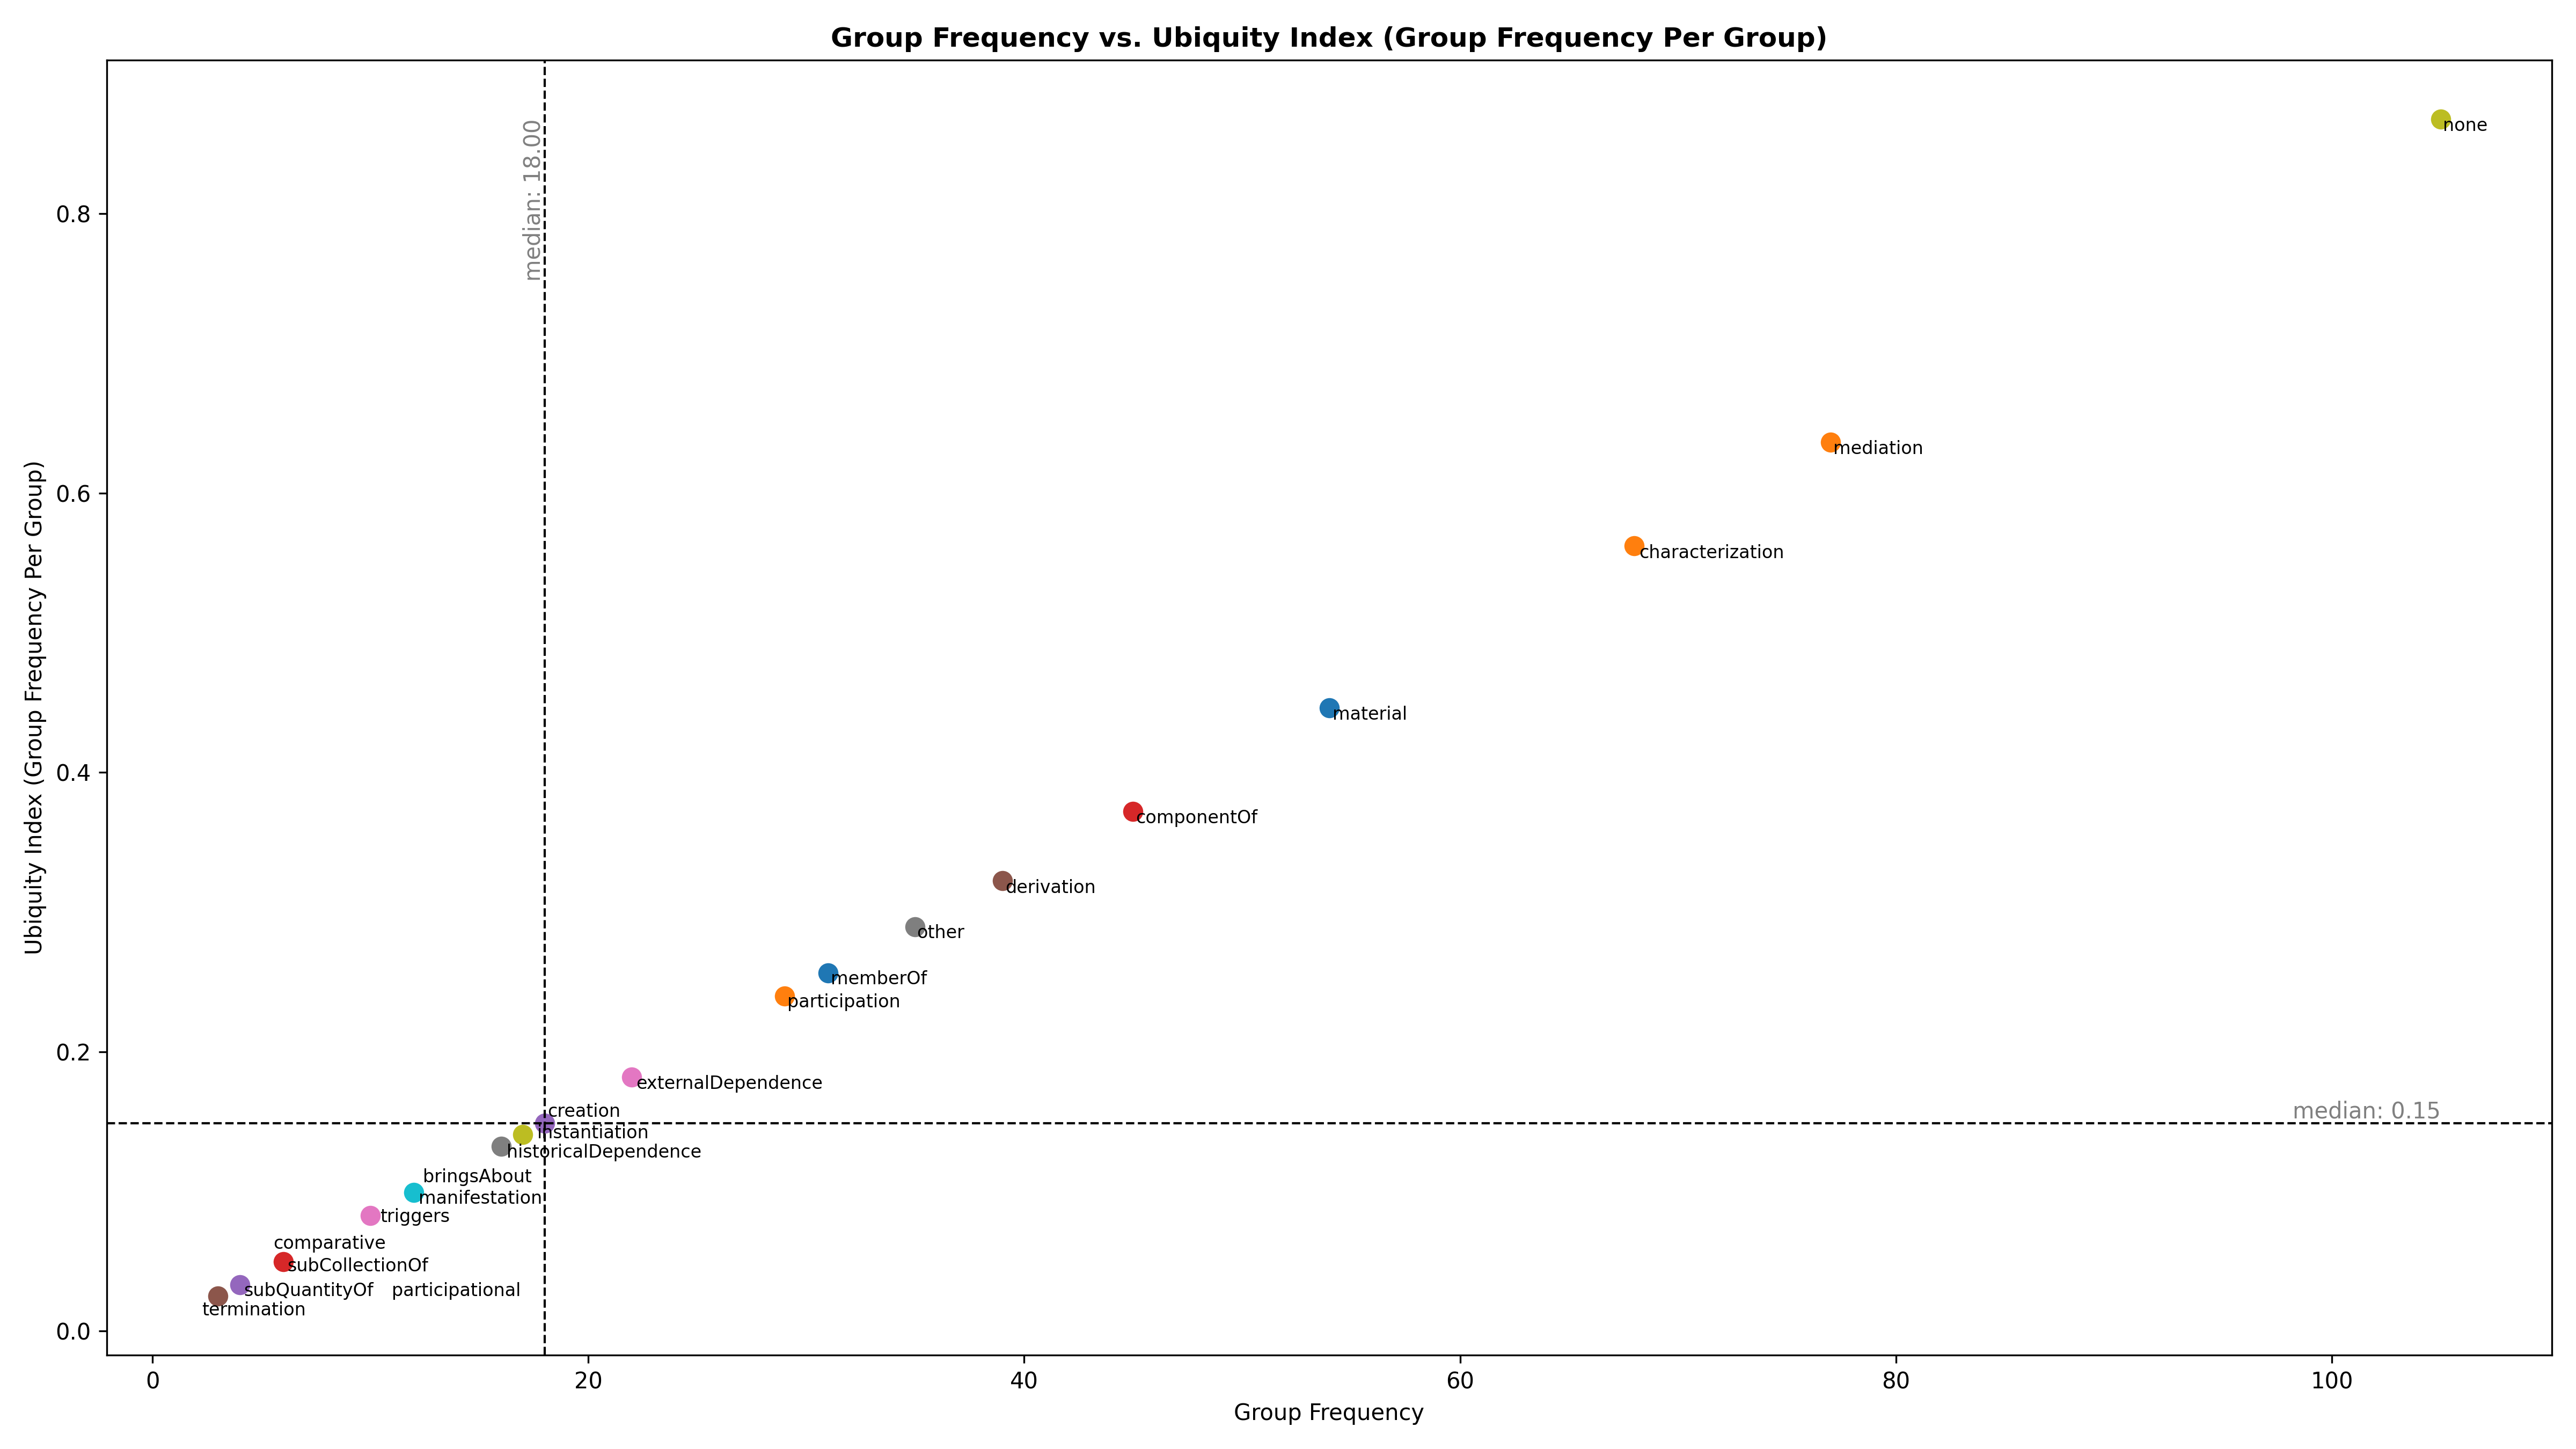 Group Frequency vs. Ubiquity Index (Group Frequency Per Group)
Ubiquity Index (Group Frequency Per Group)
0.8
0.6
0.4
0.2
0.0
median: 18.00
none
mediation
characterization
material
componentOf
derivation
other
memberOf
participation
externalDependence
creation
median: 0.15
instantiation
historicalDependence
bringsAbout
manifestation
triggers
comparative
subCollectionOf
subQuantityOf participational
termination
0 20 40 60 80 100
Group Frequency